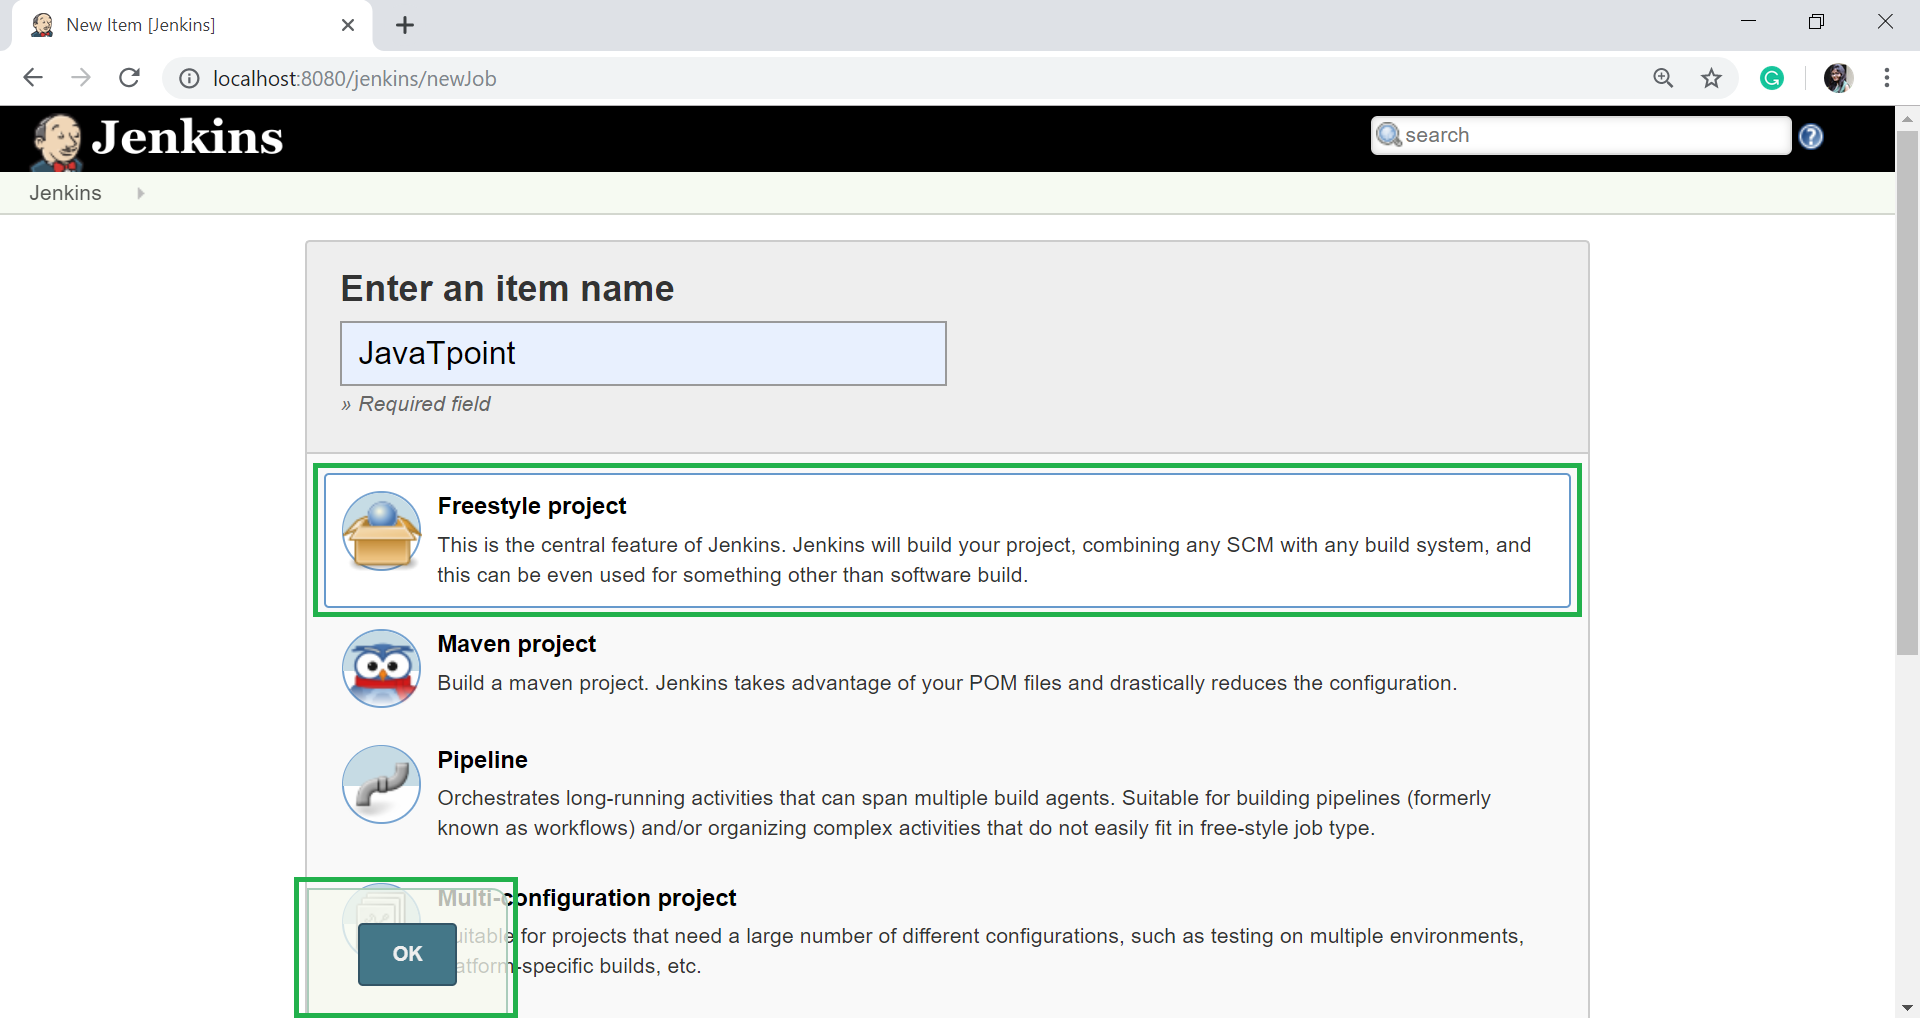 New Item [Jenkins]
localhost:8080/jenkins/newJob
Jenkins
search
Jenkins
Enter an item name
JavaTpoint
» Required field
Freestyle project
This is the central feature of Jenkins. Jenkins will build your project, combining any SCM with any build system, and
this can be even used for something other than software build.
Maven project
Build a maven project. Jenkins takes advantage of your POM files and drastically reduces the configuration.
Pipeline
Orchestrates long-running activities that can span multiple build agents. Suitable for building pipelines (formerly
known as workflows) and/or organizing complex activities that do not easily fit in free-style job type.
Multi-configuration project
for projects that need a large number of different configurations, such as testing on multiple environments,
-specific builds, etc.
OK